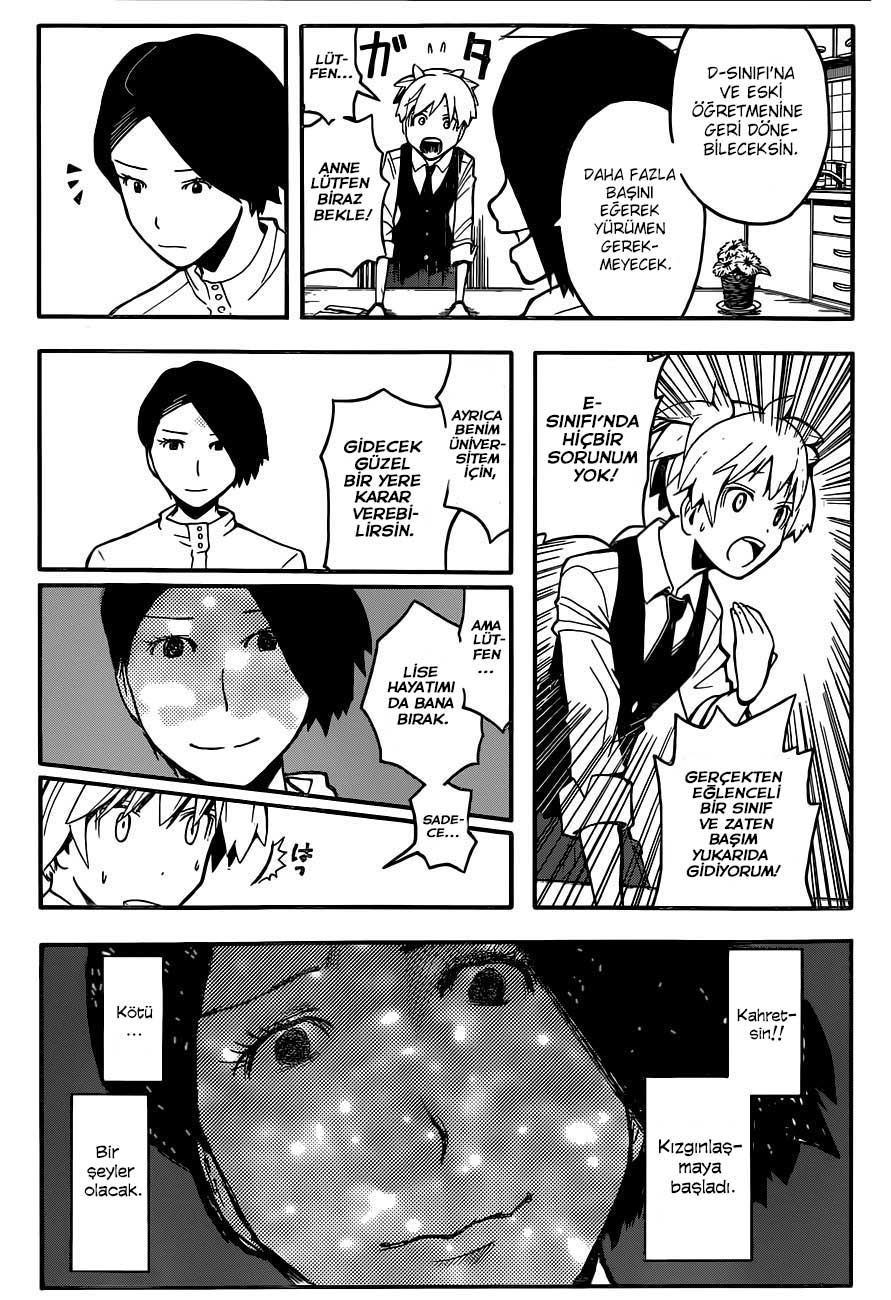 D-SINIFI'NA
VE ESKİ
ÖĞRETMENİNE
GERİ DÖNE-
BİLECEKSİN.
DAHA FAZLA
BAŞINI
EĞEREK
YÜRÜMEN
GEREK-
MEYECEK.
ガタ
LÜT-
FEN...
ANNE
LÜTFEN
BİRAZ
BEKLE!
E-
SINIFI'NDA
HİÇBİR
SORUNUM
YOK!
GERÇEKTEN
EĞLENCELİ
BİR SINIF
VE ZATEN
BAŞIM
YUKARIDA
GİDİYORUM!
AYRICA
BENİM
ÜNİVER-
SİTEM
İÇİN,
GİDECEK
GÜZEL
BİR YERE
KARAR
VEREBİ-
LİRSİN.
AMA
LÜT-
FEN
...
LİSE
HAYATIMI
DA BANA
BIRAK.
SADE-
CE...
はっ
Kahret-
sin!!
Kızgınlaş-
maya
başladı.
Kötü
...
Bir
şeyler
olacak.